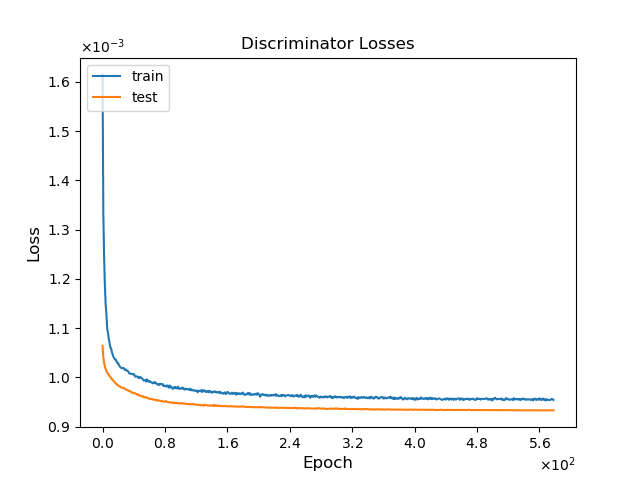 Discriminator Losses
×10⁻³
train
test
1.6
1.5
1.4
1.3
1.2
1.1
1.0
0.9
Loss
0.0 0.8 1.6 2.4 3.2 4.0 4.8 5.6
Epoch
×10²